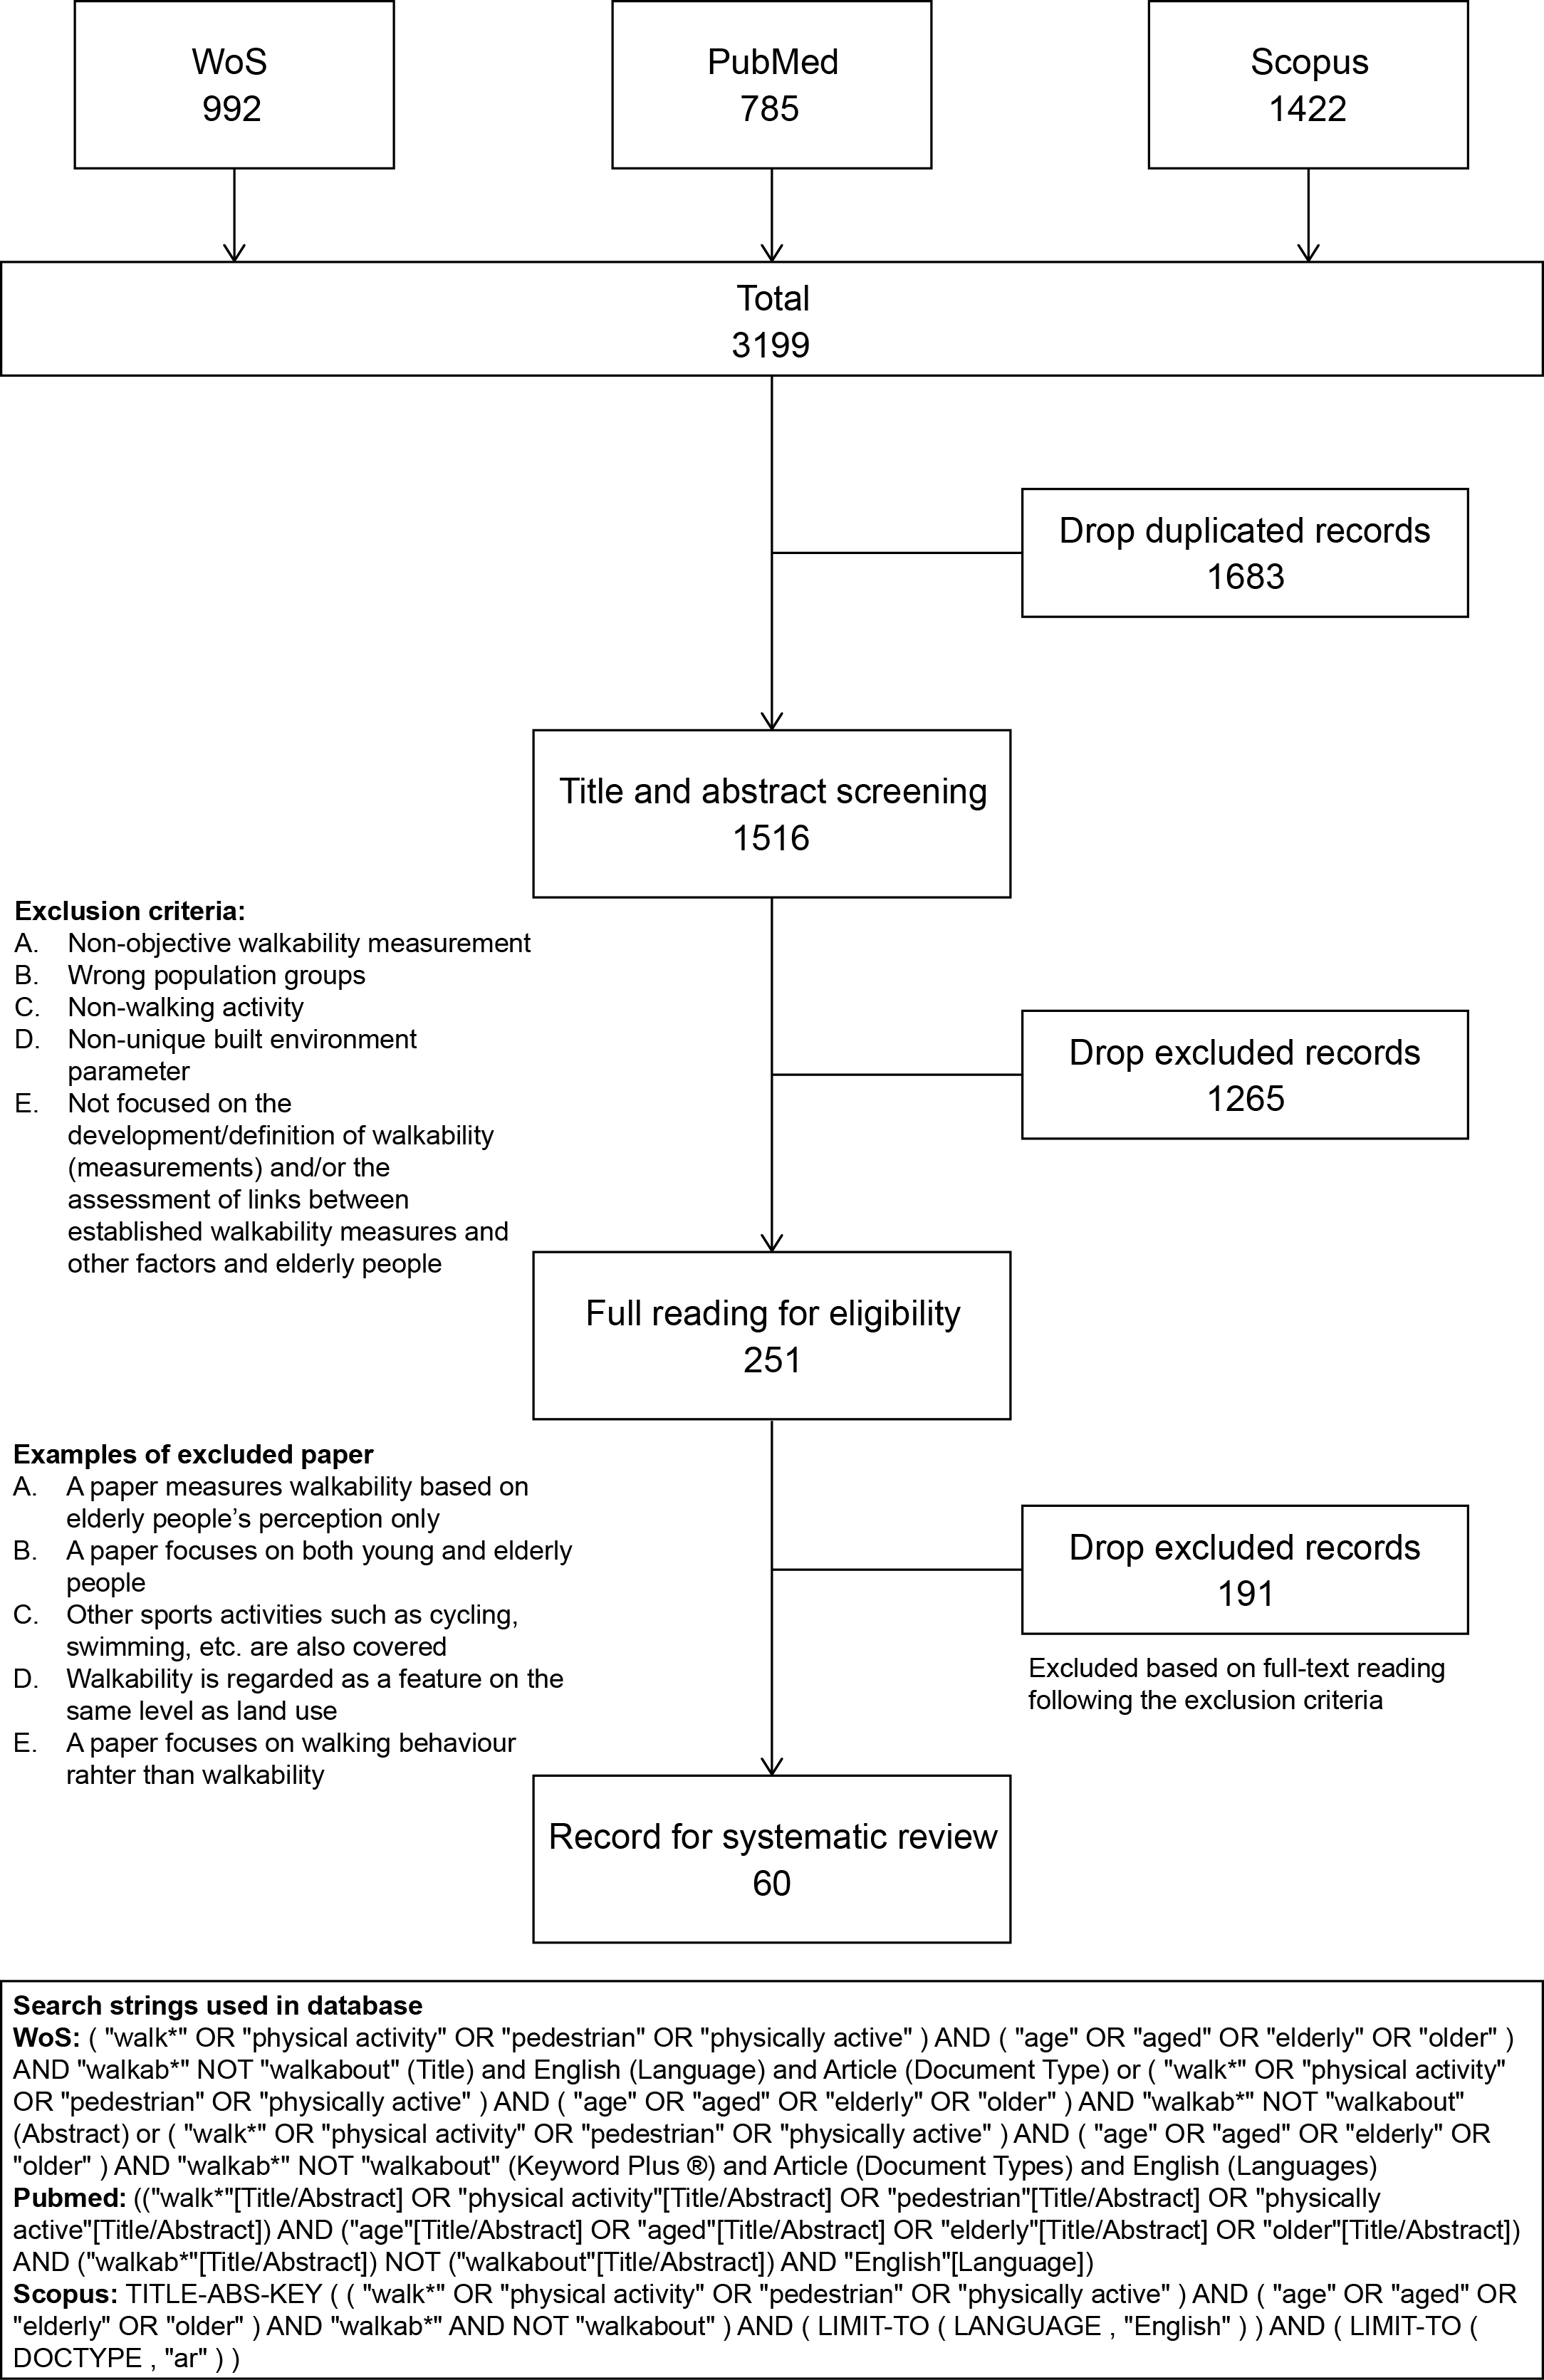 WoS
992
PubMed
785
Scopus
1422
Total
3199
Drop duplicated records
1683
Title and abstract screening
1516
Exclusion criteria:
A. Non-objective walkability measurement
B. Wrong population groups
C. Non-walking activity
D. Non-unique built environment
parameter
E. Not focused on the
development/definition of walkability
(measurements) and/or the
assessment of links between
established walkability measures and
other factors and elderly people
Drop excluded records
1265
Full reading for eligibility
251
Examples of excluded paper
A. A paper measures walkability based on
elderly people’s perception only
B. A paper focuses on both young and elderly
people
C. Other sports activities such as cycling,
swimming, etc. are also covered
D. Walkability is regarded as a feature on the
same level as land use
E. A paper focuses on walking behaviour
rahter than walkability
Drop excluded records
191
Excluded based on full-text reading
following the exclusion criteria
Record for systematic review
60
Search strings used in database
WoS: ( "walk*" OR "physical activity" OR "pedestrian" OR "physically active" ) AND ( "age" OR "aged" OR "elderly" OR "older" )
AND "walkab*" NOT "walkabout" (Title) and English (Language) and Article (Document Type) or ( "walk*" OR "physical activity"
OR "pedestrian" OR "physically active" ) AND ( "age" OR "aged" OR "elderly" OR "older" ) AND "walkab*" NOT "walkabout"
(Abstract) or ( "walk*" OR "physical activity" OR "pedestrian" OR "physically active" ) AND ( "age" OR "aged" OR "elderly" OR
"older" ) AND "walkab*" NOT "walkabout" (Keyword Plus ®) and Article (Document Types) and English (Languages)
Pubmed: (("walk*"[Title/Abstract] OR "physical activity"[Title/Abstract] OR "pedestrian"[Title/Abstract] OR "physically
active"[Title/Abstract]) AND ("age"[Title/Abstract] OR "aged"[Title/Abstract] OR "elderly"[Title/Abstract] OR "older"[Title/Abstract])
AND ("walkab*"[Title/Abstract]) NOT ("walkabout"[Title/Abstract]) AND "English"[Language])
Scopus: TITLE-ABS-KEY ( ( "walk*" OR "physical activity" OR "pedestrian" OR "physically active" ) AND ( "age" OR "aged" OR
"elderly" OR "older" ) AND "walkab*" AND NOT "walkabout" ) AND ( LIMIT-TO ( LANGUAGE , "English" ) ) AND ( LIMIT-TO (
DOCTYPE , "ar" ) )